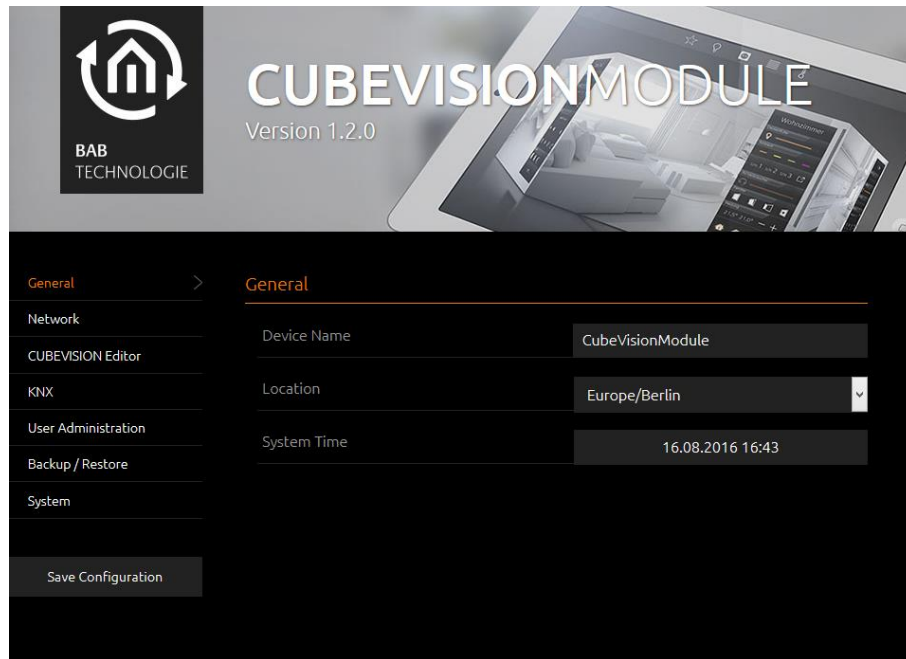 BAB
TECHNOLOGIE
CUBEVISIONMODULE
Version 1.2.0
Wohnzimmer
General
Network
CUBEVISION Editor
KNX
User Administration
Backup / Restore
System
Save Configuration
General
Device Name
CubeVisionModule
Location
Europe/Berlin
System Time
16.08.2016 16:43